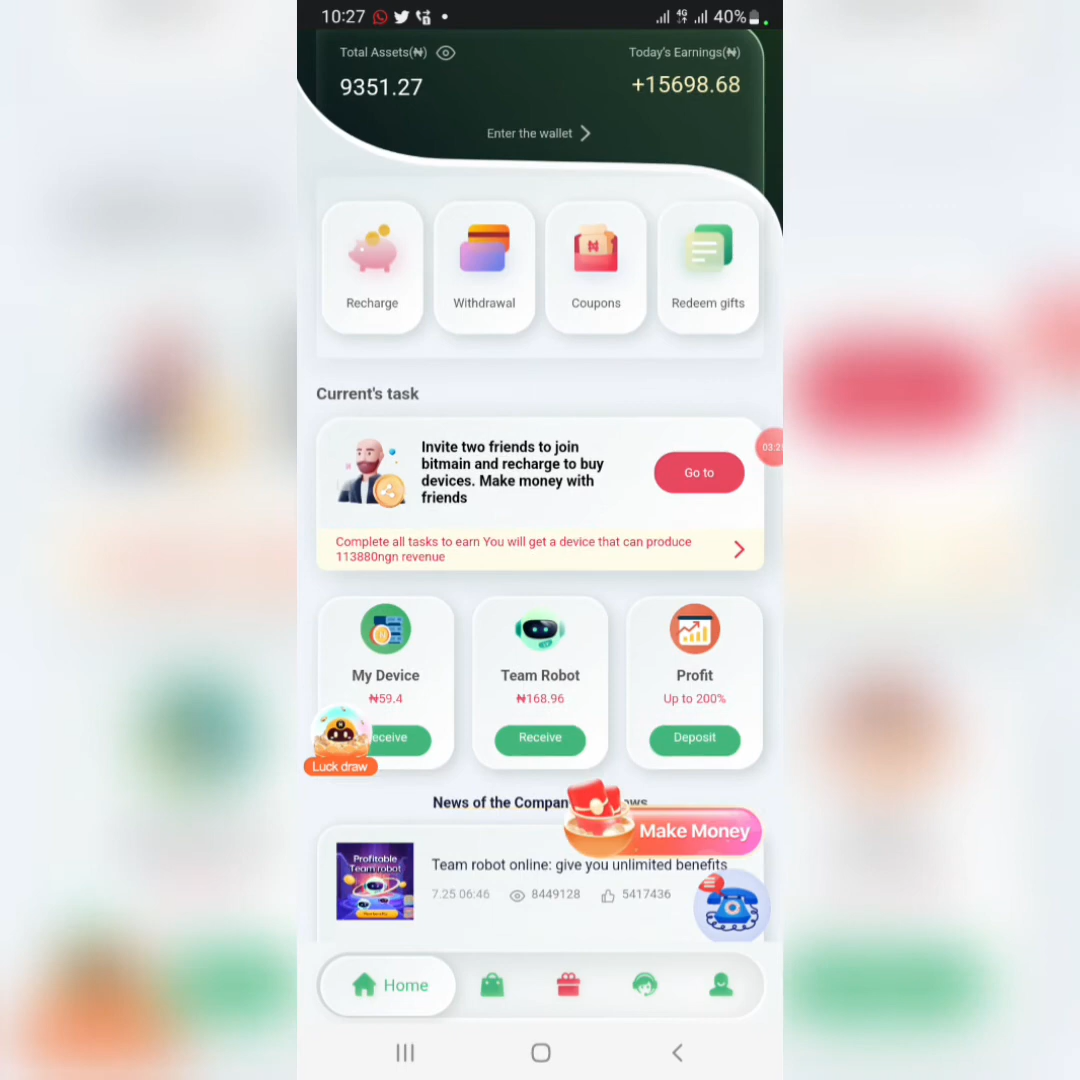 10:27
4G
40%
Total Assets(₦)
Today's Earnings(₦)
9351.27
+15698.68
Enter the wallet
Recharge
Withdrawal
Coupons
Redeem gifts
Current's task
Invite two friends to join
bitmain and recharge to buy
devices. Make money with
friends
Go to
Complete all tasks to earn You will get a device that can produce
113880ngn revenue
My Device
Team Robot
Profit
₦59.4
₦168.96
Up to 200%
eceive
Receive
Deposit
Luck draw
News of the Compan
Make Money
Profitable
Team robot
Team robot online: give you unlimited benefits
7.25 06:46
8449128
5417436
Home